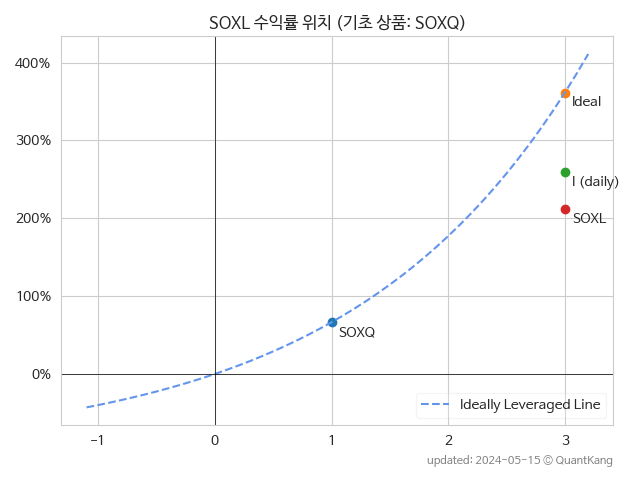 SOXL 수익률 위치 (기초 상품: SOXQ)
400%
300%
200%
100%
0%
Ideal
I (daily)
SOXL
SOXQ
Ideally Leveraged Line
−1
0
1
2
3
updated: 2024-05-15 © QuantKang